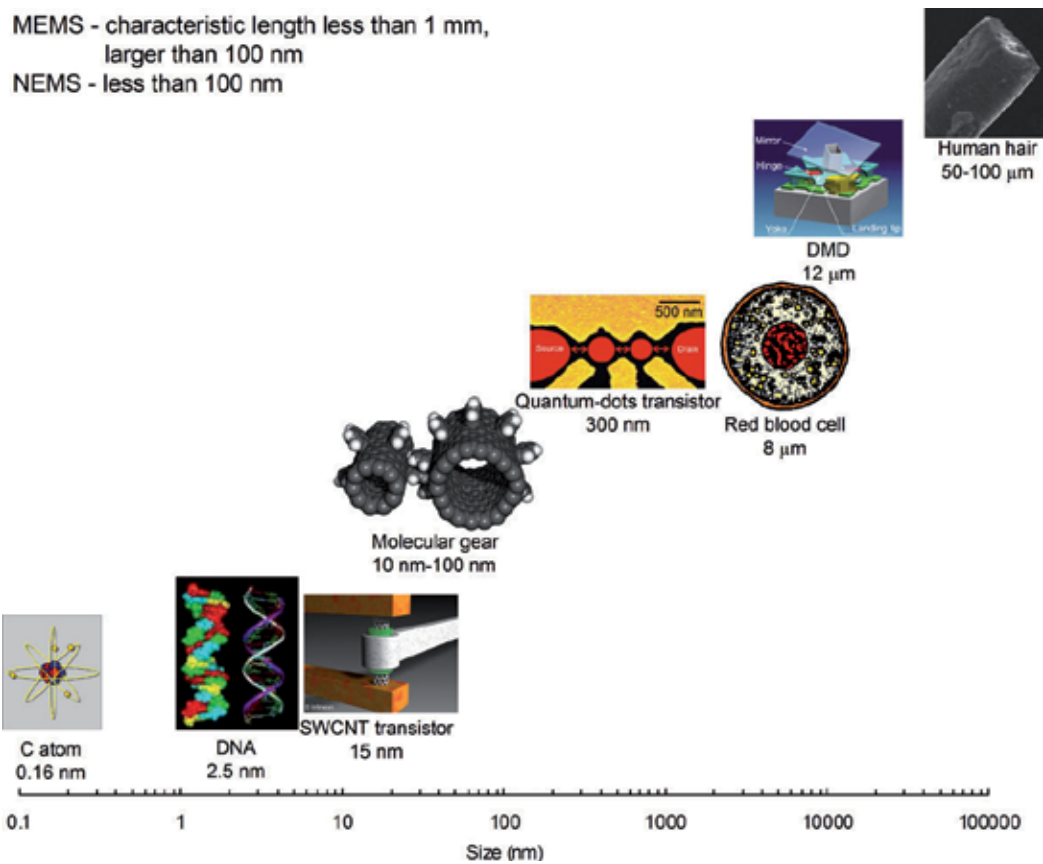 MEMS - characteristic length less than 1 mm,
larger than 100 nm
NEMS - less than 100 nm
Human hair
50-100 μm
Mirror
Hinge
Yoke
Landing tip
DMD
12 μm
500 nm
Source
Drain
Quantum-dots transistor
300 nm
Red blood cell
8 μm
Molecular gear
10 nm-100 nm
SWCNT transistor
15 nm
DNA
2.5 nm
C atom
0.16 nm
0.1 1 10 100 1000 10000 100000
Size (nm)